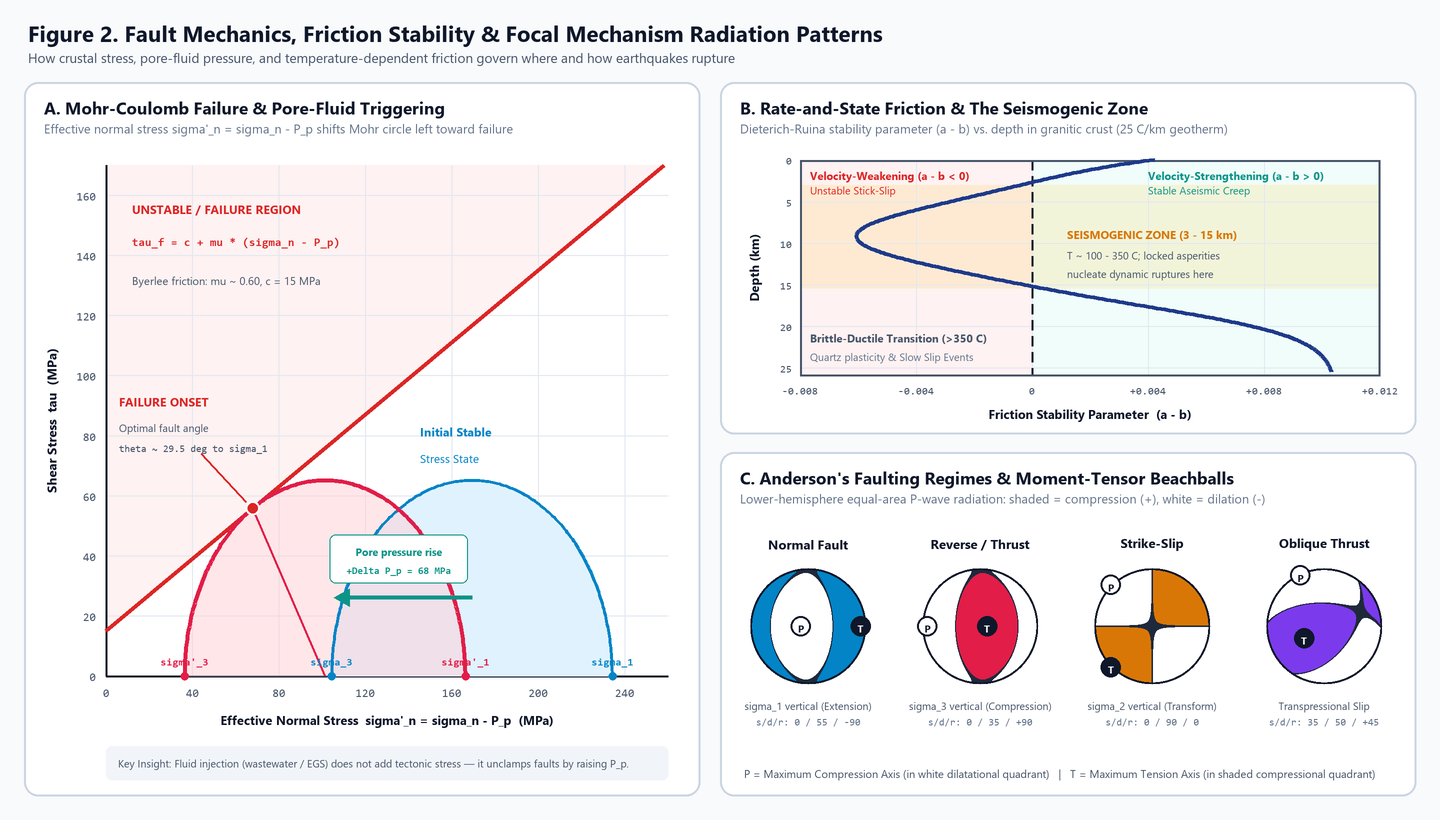 Figure 2. Fault Mechanics, Friction Stability & Focal Mechanism Radiation Patterns
How crustal stress, pore-fluid pressure, and temperature-dependent friction govern where and how earthquakes rupture
A. Mohr-Coulomb Failure & Pore-Fluid Triggering
Effective normal stress sigma'_n = sigma_n - P_p shifts Mohr circle left toward failure
160
140
120
100
80
60
40
20
0
Shear Stress tau (MPa)
UNSTABLE / FAILURE REGION
tau_f = c + mu * (sigma_n - P_p)
Byerlee friction: mu ~ 0.60, c = 15 MPa
FAILURE ONSET
Optimal fault angle
theta ~ 29.5 deg to sigma_1
Initial Stable
Stress State
Pore pressure rise
+Delta P_p = 68 MPa
sigma'_3
sigma_3
sigma'_1
sigma_1
0
40
80
120
160
200
240
Effective Normal Stress sigma'_n = sigma_n - P_p (MPa)
Key Insight: Fluid injection (wastewater / EGS) does not add tectonic stress — it unclamps faults by raising P_p.
B. Rate-and-State Friction & The Seismogenic Zone
Dieterich-Ruina stability parameter (a - b) vs. depth in granitic crust (25 C/km geotherm)
0
5
10
15
20
25
Depth (km)
Velocity-Weakening (a - b < 0)
Unstable Stick-Slip
Velocity-Strengthening (a - b > 0)
Stable Aseismic Creep
SEISMOGENIC ZONE (3 - 15 km)
T ~ 100 - 350 C; locked asperities
nucleate dynamic ruptures here
Brittle-Ductile Transition (>350 C)
Quartz plasticity & Slow Slip Events
-0.008
-0.004
0
+0.004
+0.008
+0.012
Friction Stability Parameter (a - b)
C. Anderson's Faulting Regimes & Moment-Tensor Beachballs
Lower-hemisphere equal-area P-wave radiation: shaded = compression (+), white = dilation (-)
Normal Fault
P
T
sigma_1 vertical (Extension)
s/d/r: 0 / 55 / -90
Reverse / Thrust
P
T
sigma_3 vertical (Compression)
s/d/r: 0 / 35 / +90
Strike-Slip
P
T
sigma_2 vertical (Transform)
s/d/r: 0 / 90 / 0
Oblique Thrust
P
T
Transpressional Slip
s/d/r: 35 / 50 / +45
P = Maximum Compression Axis (in white dilatational quadrant) | T = Maximum Tension Axis (in shaded compressional quadrant)